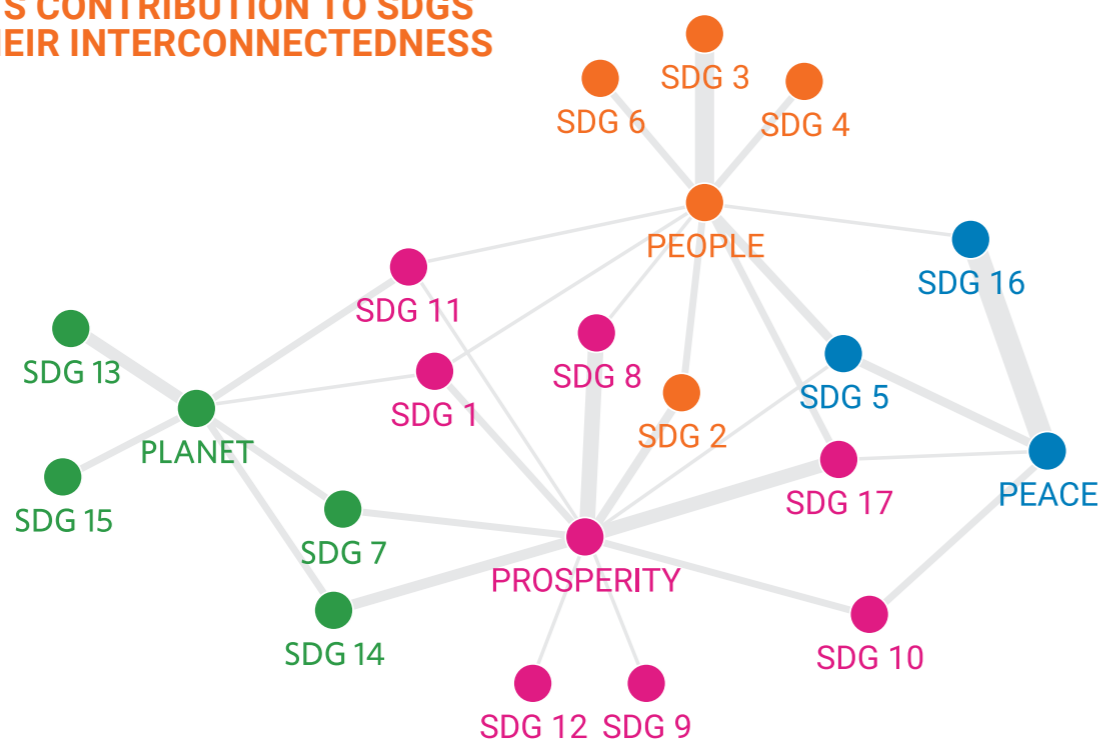 S CONTRIBUTION TO SDGS
EIR INTERCONNECTEDNESS
SDG 3
SDG 6
SDG 4
PEOPLE
SDG 16
SDG 11
SDG 13
SDG 8
SDG 5
SDG 1
SDG 2
PLANET
SDG 17
PEACE
SDG 15
SDG 7
PROSPERITY
SDG 14
SDG 10
SDG 12
SDG 9